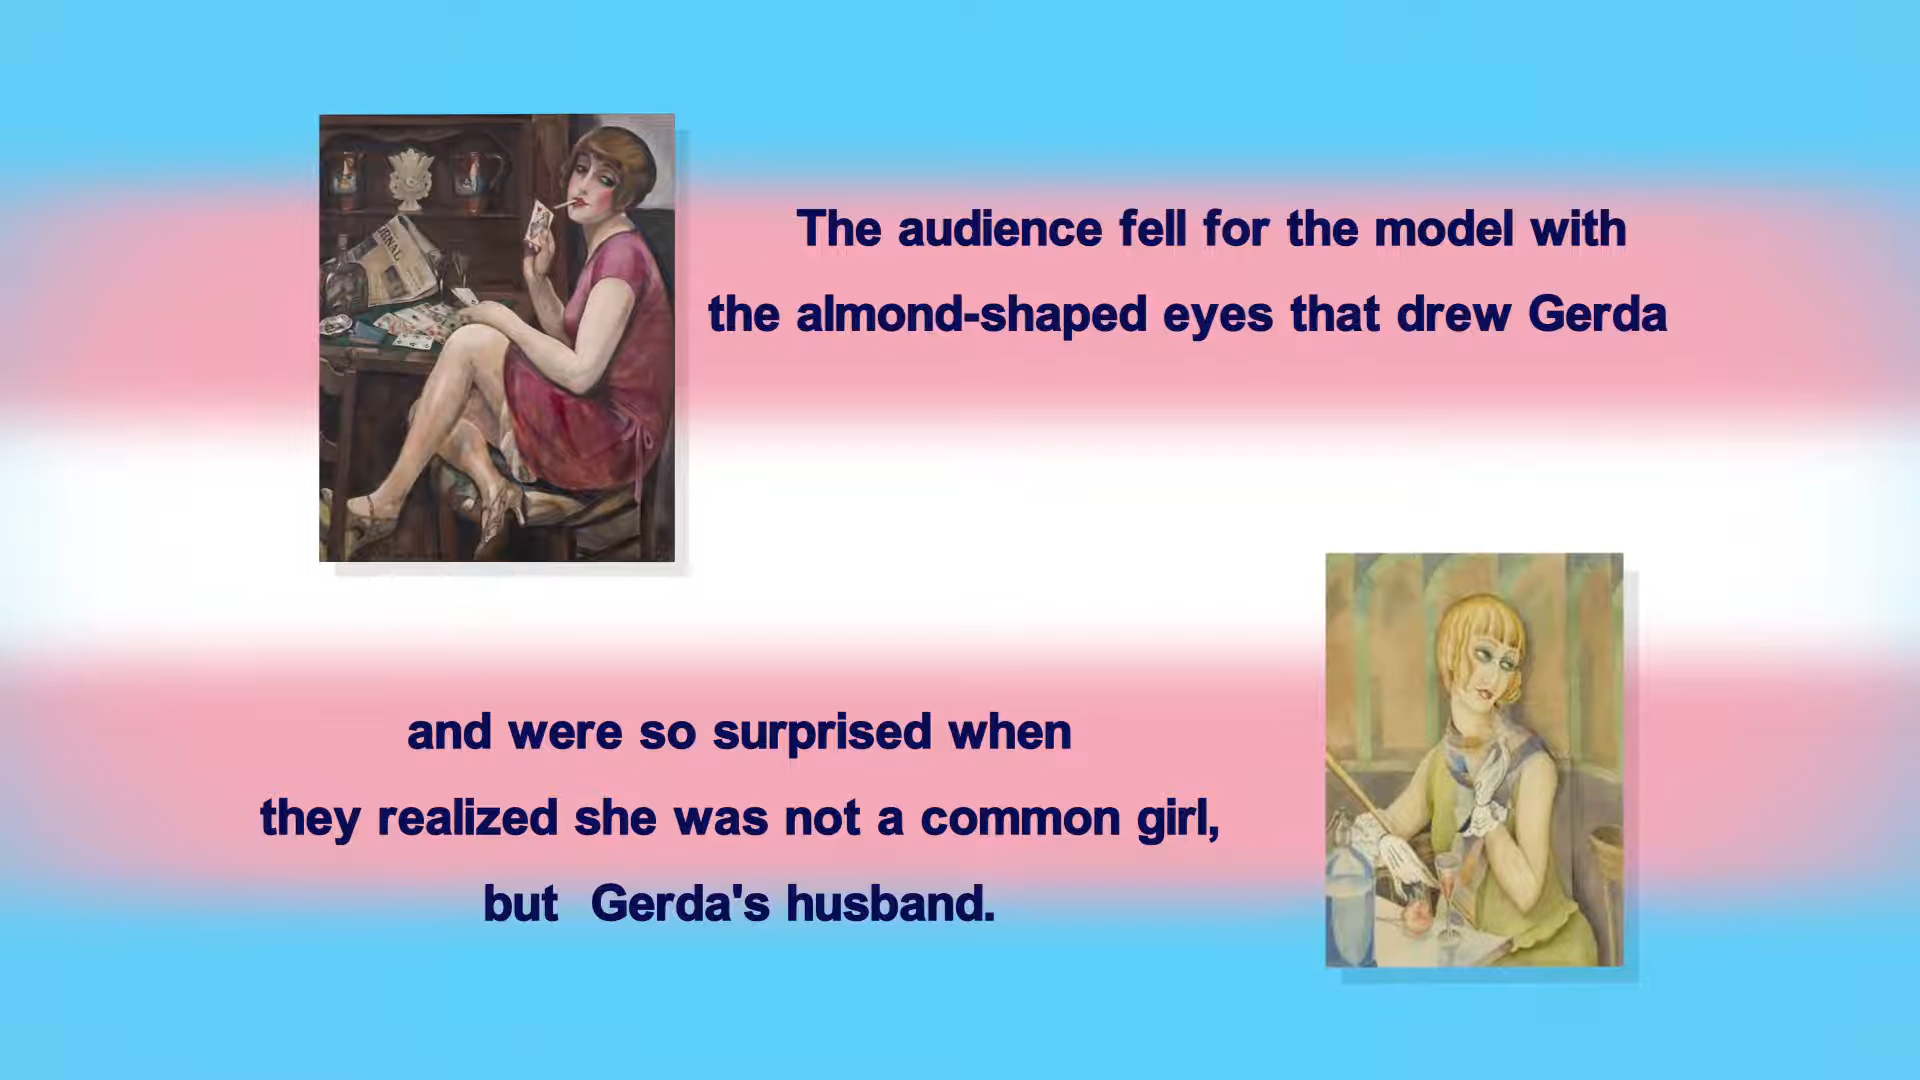 The audience fell for the model with
the almond-shaped eyes that drew Gerda
and were so surprised when
they realized she was not a common girl,
but  Gerda's husband.